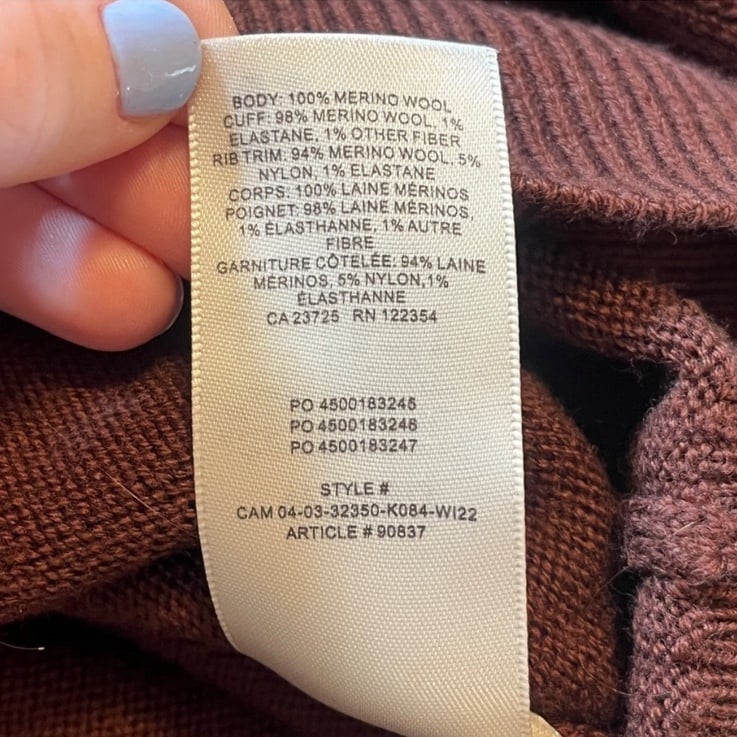 BODY: 100% MERINO WOOL
CUFF: 98% MERINO WOOL, 1%
ELASTANE, 1% OTHER FIBER
RIB TRIM: 94% MERINO WOOL, 5%
NYLON, 1% ELASTANE
CORPS: 100% LAINE MÉRINOS
POIGNET: 98% LAINE MÉRINOS,
1% ÉLASTHANNE, 1% AUTRE
FIBRE
GARNITURE CÔTELÉE: 94% LAINE
MÉRINOS, 5% NYLON,1%
ÉLASTHANNE
CA 23725 RN 122354
PO 4500183245
PO 4500183246
PO 4500183247
STYLE #
CAM 04-03-32350-K084-WI22
ARTICLE # 90837